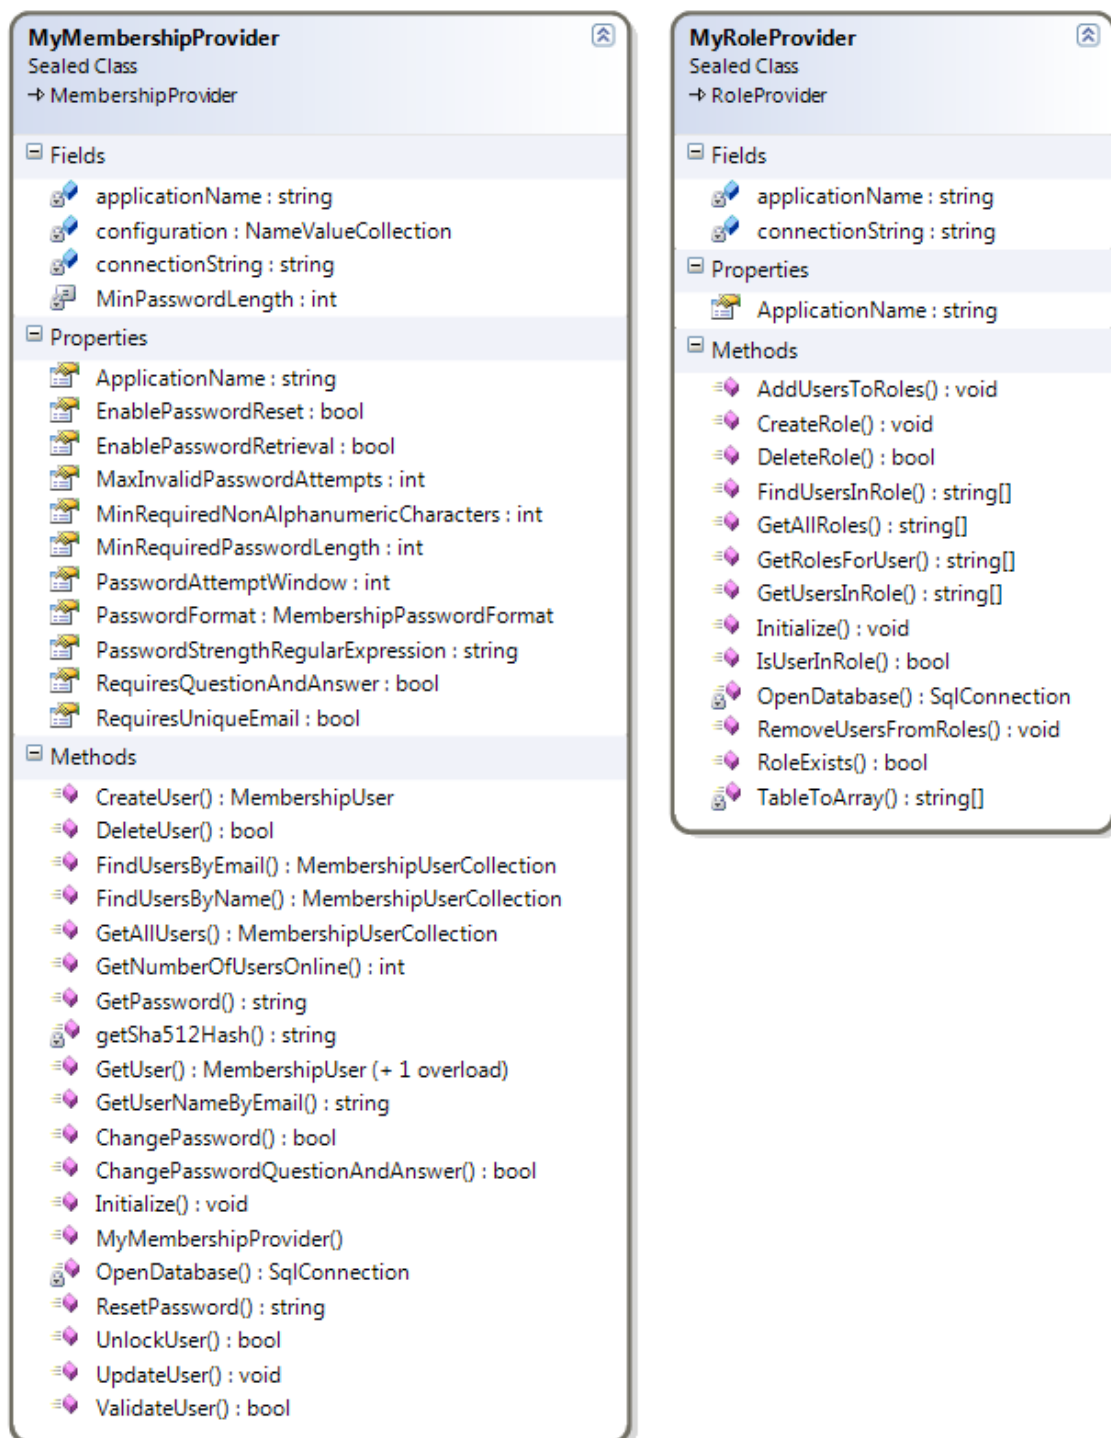 MyMembershipProvider
Sealed Class
MembershipProvider
Fields
applicationName : string
configuration : NameValueCollection
connectionString : string
MinPasswordLength : int
Properties
ApplicationName : string
EnablePasswordReset : bool
EnablePasswordRetrieval : bool
MaxInvalidPasswordAttempts : int
MinRequiredNonAlphanumericCharacters : int
MinRequiredPasswordLength : int
PasswordAttemptWindow : int
PasswordFormat : MembershipPasswordFormat
PasswordStrengthRegularExpression : string
RequiresQuestionAndAnswer : bool
RequiresUniqueEmail : bool
Methods
CreateUser() : MembershipUser
DeleteUser() : bool
FindUsersByEmail() : MembershipUserCollection
FindUsersByName() : MembershipUserCollection
GetAllUsers() : MembershipUserCollection
GetNumberOfUsersOnline() : int
GetPassword() : string
getSha512Hash() : string
GetUser() : MembershipUser (+ 1 overload)
GetUserNameByEmail() : string
ChangePassword() : bool
ChangePasswordQuestionAndAnswer() : bool
Initialize() : void
MyMembershipProvider()
OpenDatabase() : SqlConnection
ResetPassword() : string
UnlockUser() : bool
UpdateUser() : void
ValidateUser() : bool
MyRoleProvider
Sealed Class
RoleProvider
Fields
applicationName : string
connectionString : string
Properties
ApplicationName : string
Methods
AddUsersToRoles() : void
CreateRole() : void
DeleteRole() : bool
FindUsersInRole() : string[]
GetAllRoles() : string[]
GetRolesForUser() : string[]
GetUsersInRole() : string[]
Initialize() : void
IsUserInRole() : bool
OpenDatabase() : SqlConnection
RemoveUsersFromRoles() : void
RoleExists() : bool
TableToArray() : string[]